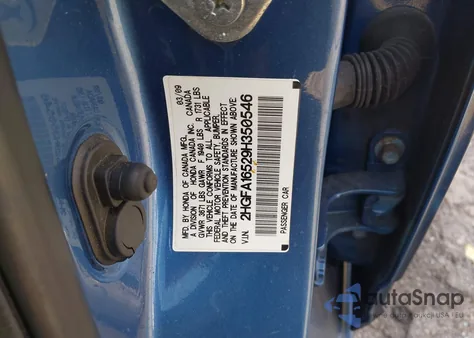 MFD. BY HONDA OF CANADA MFG. 03/09
A DIVISION OF HONDA CANADA INC. CANADA
GVWR 3671 LBS GAWR F 1940 LBS R 1731 LBS
THIS VEHICLE CONFORMS TO ALL APPLICABLE
FEDERAL MOTOR VEHICLE SAFETY, BUMPER,
AND THEFT PREVENTION STANDARDS IN EFFECT
ON THE DATE OF MANUFACTURE SHOWN ABOVE.
V.I.N. 2HGFA16529H350546
PASSENGER CAR
autoSnap